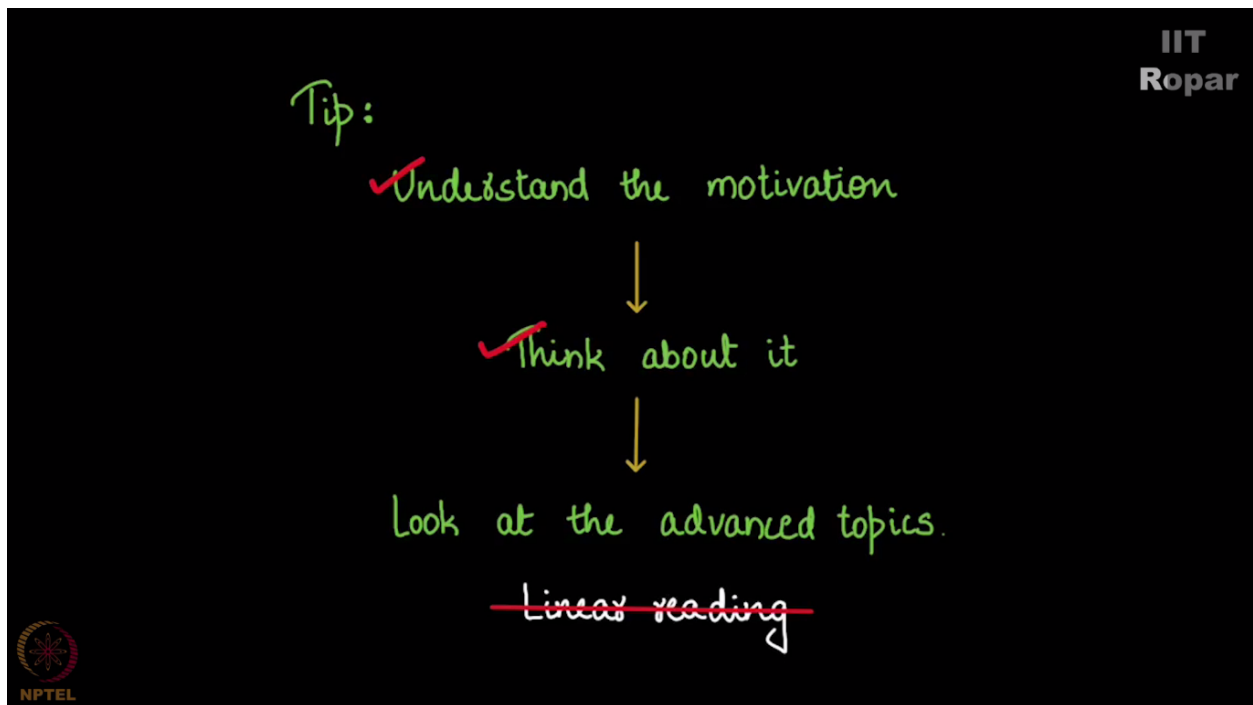 IIT
Ropar
Tip:
Understand the motivation
Think about it
Look at the advanced topics.
Linear reading
NPTEL